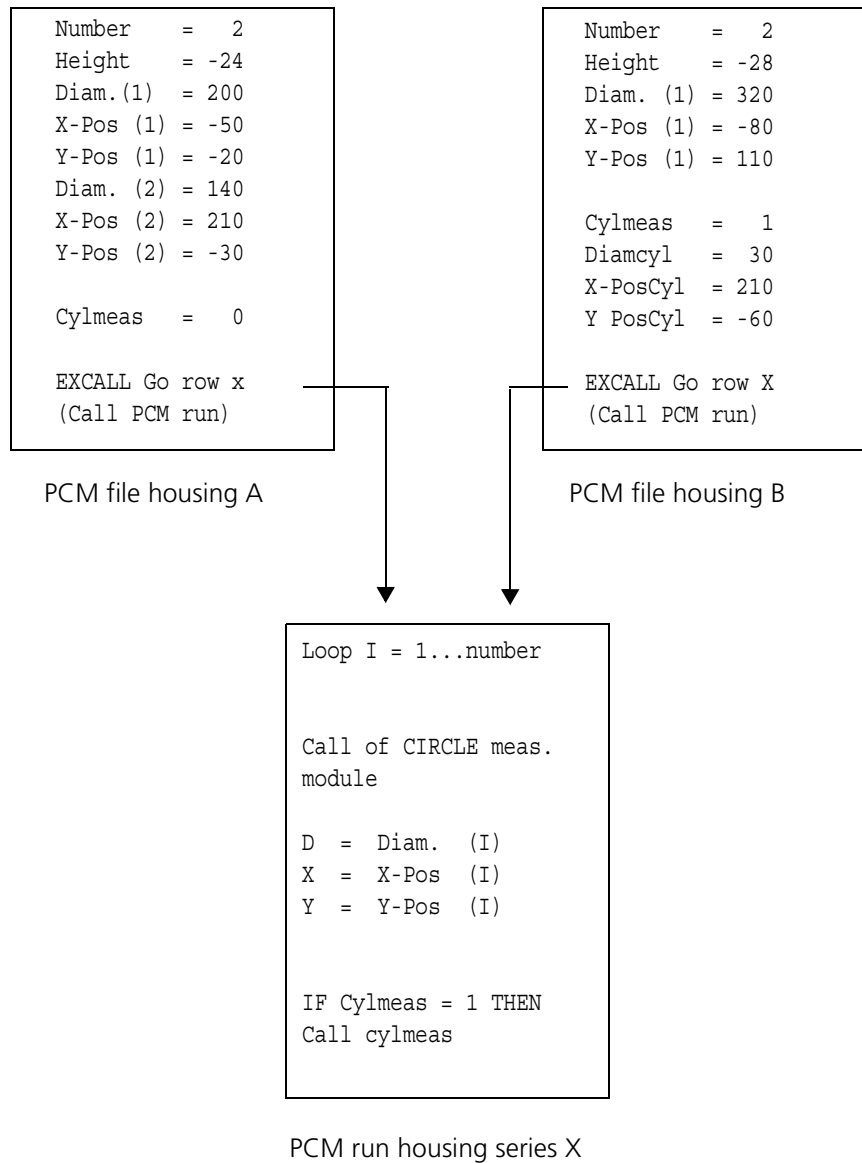 Number   =   2
Height   = -24
Diam.(1)  = 200
X-Pos (1) = -50
Y-Pos (1) = -20
Diam. (2) = 140
X-Pos (2) = 210
Y-Pos (2) = -30
Cylmeas  =   0
EXCALL Go row x
(Call PCM run)
PCM file housing A
Number   =   2
Height   = -28
Diam. (1) = 320
X-Pos (1) = -80
Y-Pos (1) = 110
Cylmeas  =   1
Diamcyl  =  30
X-PosCyl = 210
Y PosCyl = -60
EXCALL Go row X
(Call PCM run)
PCM file housing B
Loop I = 1...number
Call of CIRCLE meas.
module
D  =  Diam.  (I)
X  =  X-Pos  (I)
Y  =  Y-Pos  (I)
IF Cylmeas = 1 THEN
Call cylmeas
PCM run housing series X